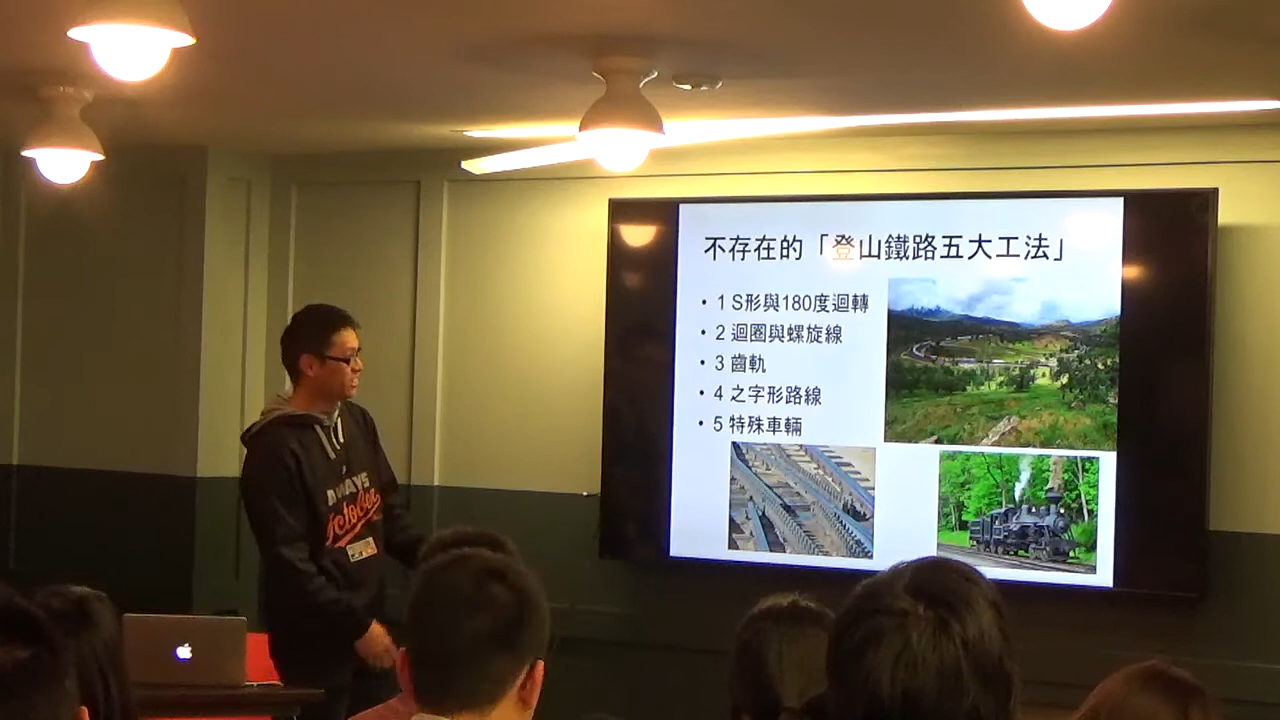 不存在的「登山鐵路五大工法」
• 1 S形與180度迴轉
• 2 迴圈與螺旋線
• 3 齒軌
• 4 之字形路線
• 5 特殊車輛
October